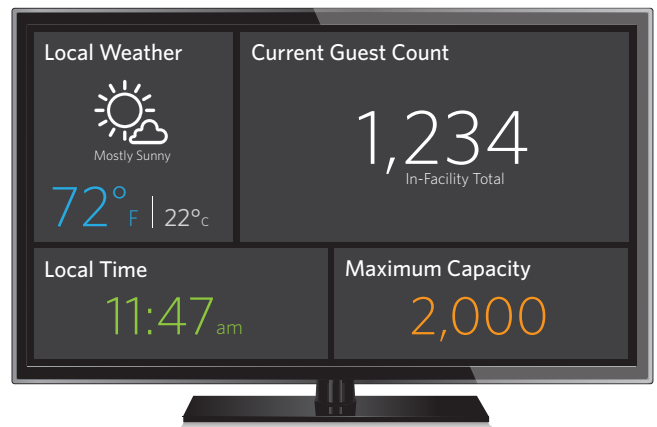 Local Weather
Mostly Sunny
72°F | 22°c
Current Guest Count
1,234
In-Facility Total
Local Time
11:47am
Maximum Capacity
2,000